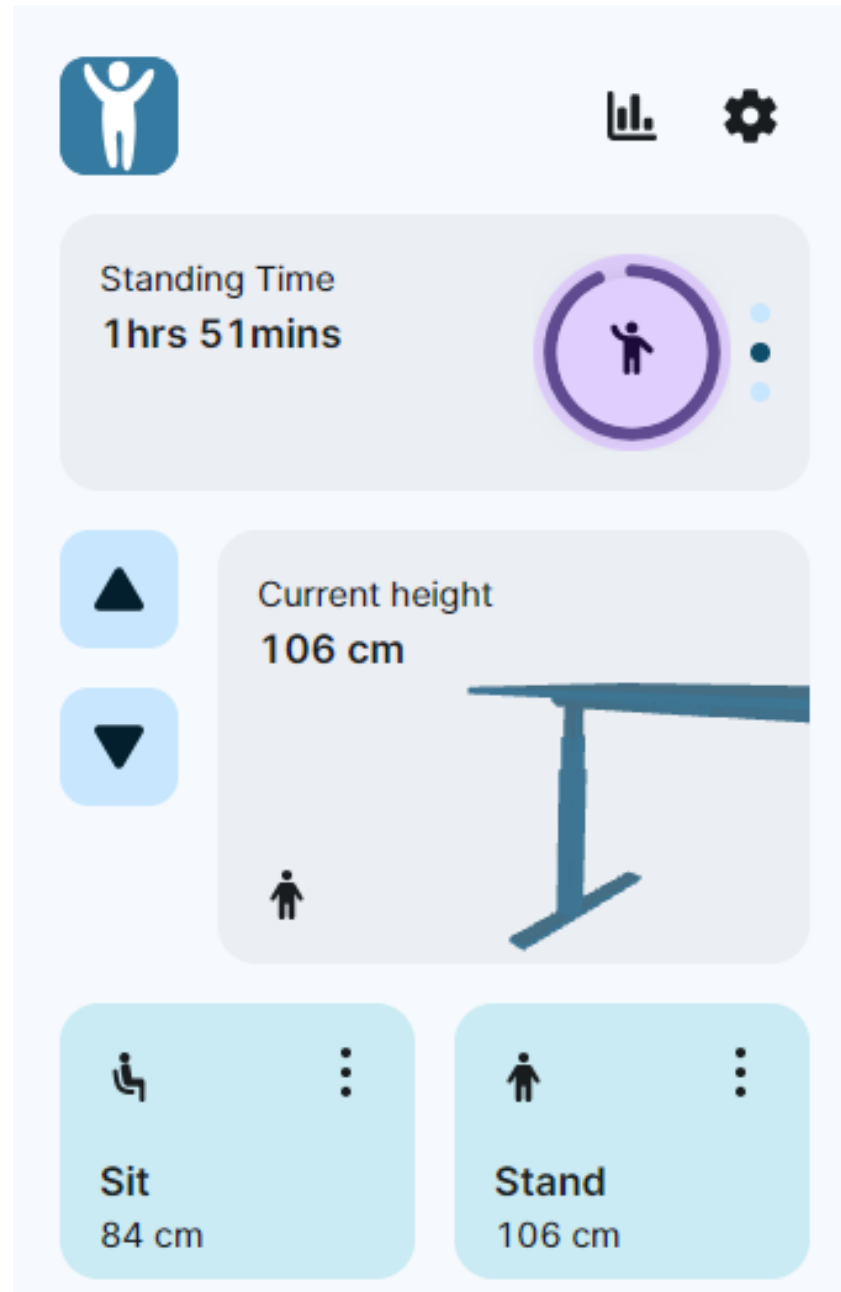 Standing Time
1hrs 51mins
Current height
106 cm
Sit
84 cm
Stand
106 cm